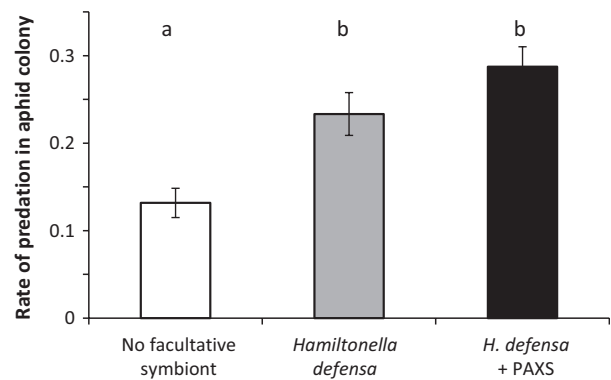 a b b
Rate of predation in aphid colony
0.3
0.2
0.1
0
No facultative
symbiont
Hamiltonella
defensa
H. defensa
+ PAXS